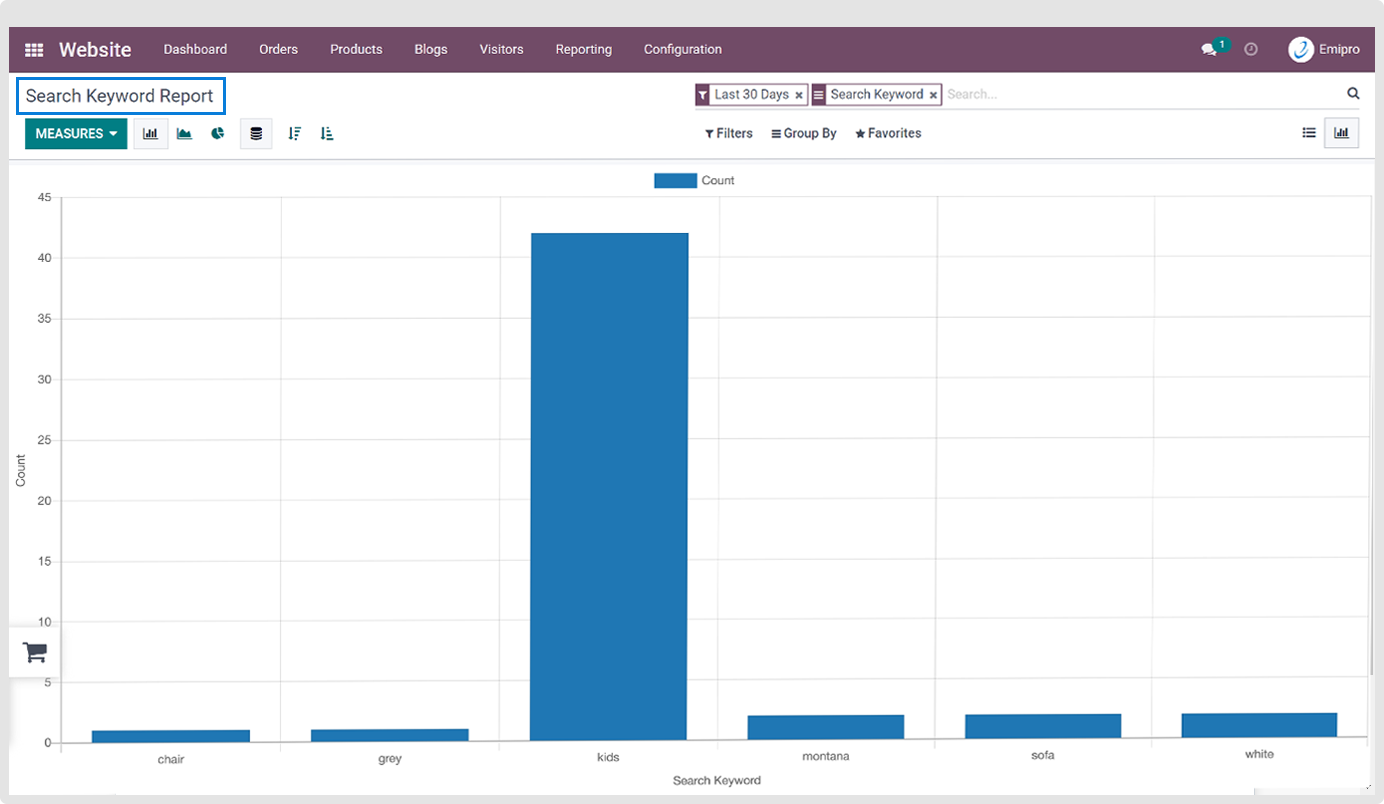 Website Dashboard Orders Products Blogs Visitors Reporting Configuration 1 Emipro
Search Keyword Report Last 30 Days × Search Keyword × Search...
MEASURES Filters Group By Favorites
Count
45
40
35
30
25
20
15
10
5
0
Count
chair grey kids montana sofa white
Search Keyword